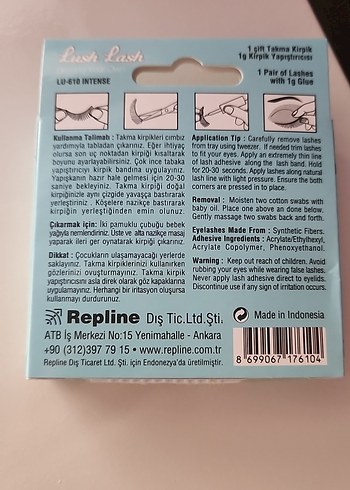 Lush Lash
LU-610 INTENSE
1 çift Takma Kirpik
1g Kirpik Yapıştırıcısı
1 Pair of Lashes
with 1g Glue
Kullanma Talimatı : Takma kirpikleri cımbız
yardımıyla tabladan çıkarınız. Eğer ihtiyaç
olursa son üç noktadan kirpiği kısaltarak
boyunu ayarlayabilirsiniz. Çok ince tabaka
yapıştırıcıyı kirpik bandına uygulayınız.
Yapışkanın hazır hale gelmesi için 20-30
saniye bekleyiniz. Takma kirpiği doğal
kirpiğinizle aynı çizgide yavaşça bastırarak
yerleştiriniz . Köşelere nazikçe bastırarak
kirpiğin yerleştiğinden emin olunuz.
Çıkarmak için: İki pamuklu çubuğu bebek
yağıyla nemlendiriniz. Üste ve alta nazikçe masaj
yaparak ileri ger oynatarak kirpiği çıkarınız.
Dikkat : Çocukların ulaşamayacağı yerlerde
saklayınız. Takma kirpiklerinizi kullanırken
gözlerinizi ovuşturmayınız. Takma kirpik
yapıştırıcısını asla direk olarak göz kapaklarına
uygulamayınız. Herhangi bir iritasyon oluşursa
kullanmayı durdurunuz.
Application Tip : Carefully remove lashes
from tray using tweezer. If needed trim lashes
to fit your eyes. Apply an extremely thin line
of lash adhesive along the lash band. Hold
for 20-30 seconds. Apply lashes along natural
lash line with light pressure. Ensure the both
corners are pressed in to place.
Removal : Moisten two cotton swabs with
baby oil. Place one above an done below.
Gently massage two swabs back and forth.
Eyelashes Made From : Synthetic Fibers.
Adhesive Ingredients : Acrylate/Ethylhexyl,
Acrylate Copolymer, Phenoxyethanol.
Warning : Keep out reach of children. Avoid
rubbing your eyes while wearing false lashes.
Never apply lash adhesive directly to eyelids.
Discontinue use if any sign of irritation occurs.
Repline Dış Tic.Ltd.Şti.
ATB İş Merkezi No:15 Yenimahalle - Ankara
+90 (312)397 79 15 • www.repline.com.tr
Repline Dış Ticaret Ltd. Şti. için Endonezya'da üretilmiştir.
Made in Indonesia
8 699067 176104